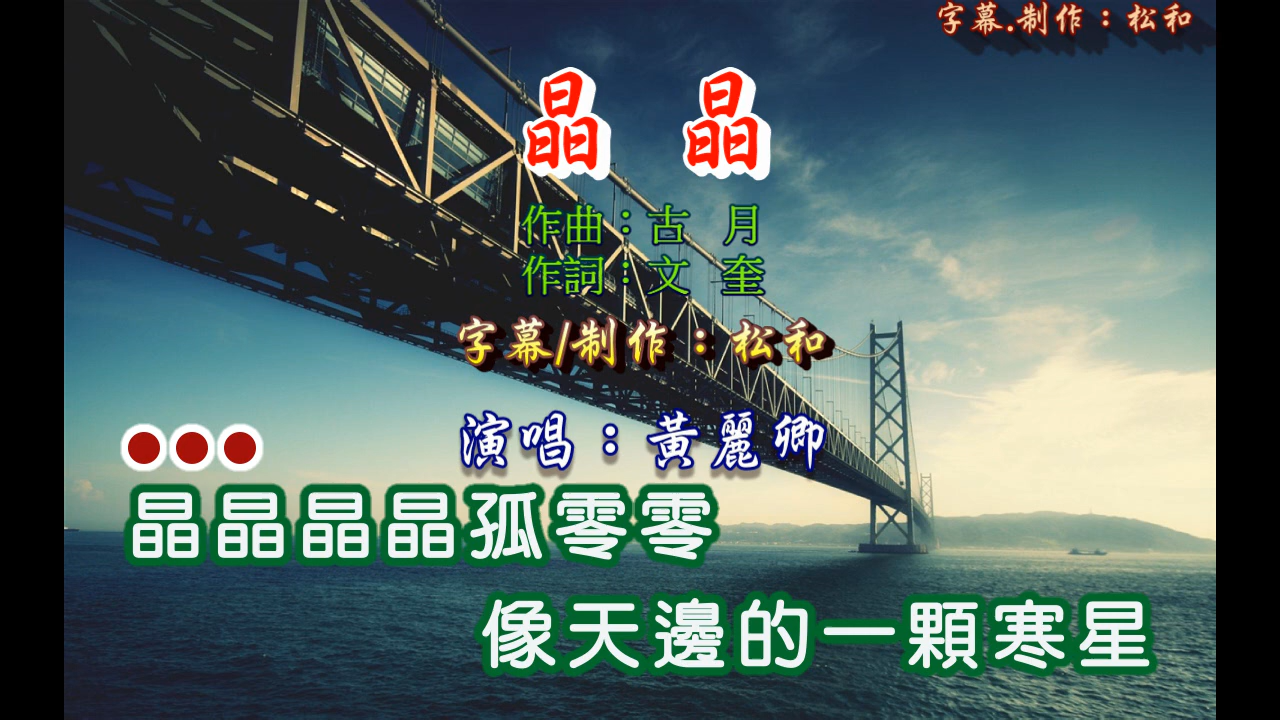 字幕.制作：松和
晶 晶
作曲：古 月
作詞：文 奎
字幕/制作：松和
演唱：黃麗卿
晶晶晶晶孤零零
像天邊的一顆寒星